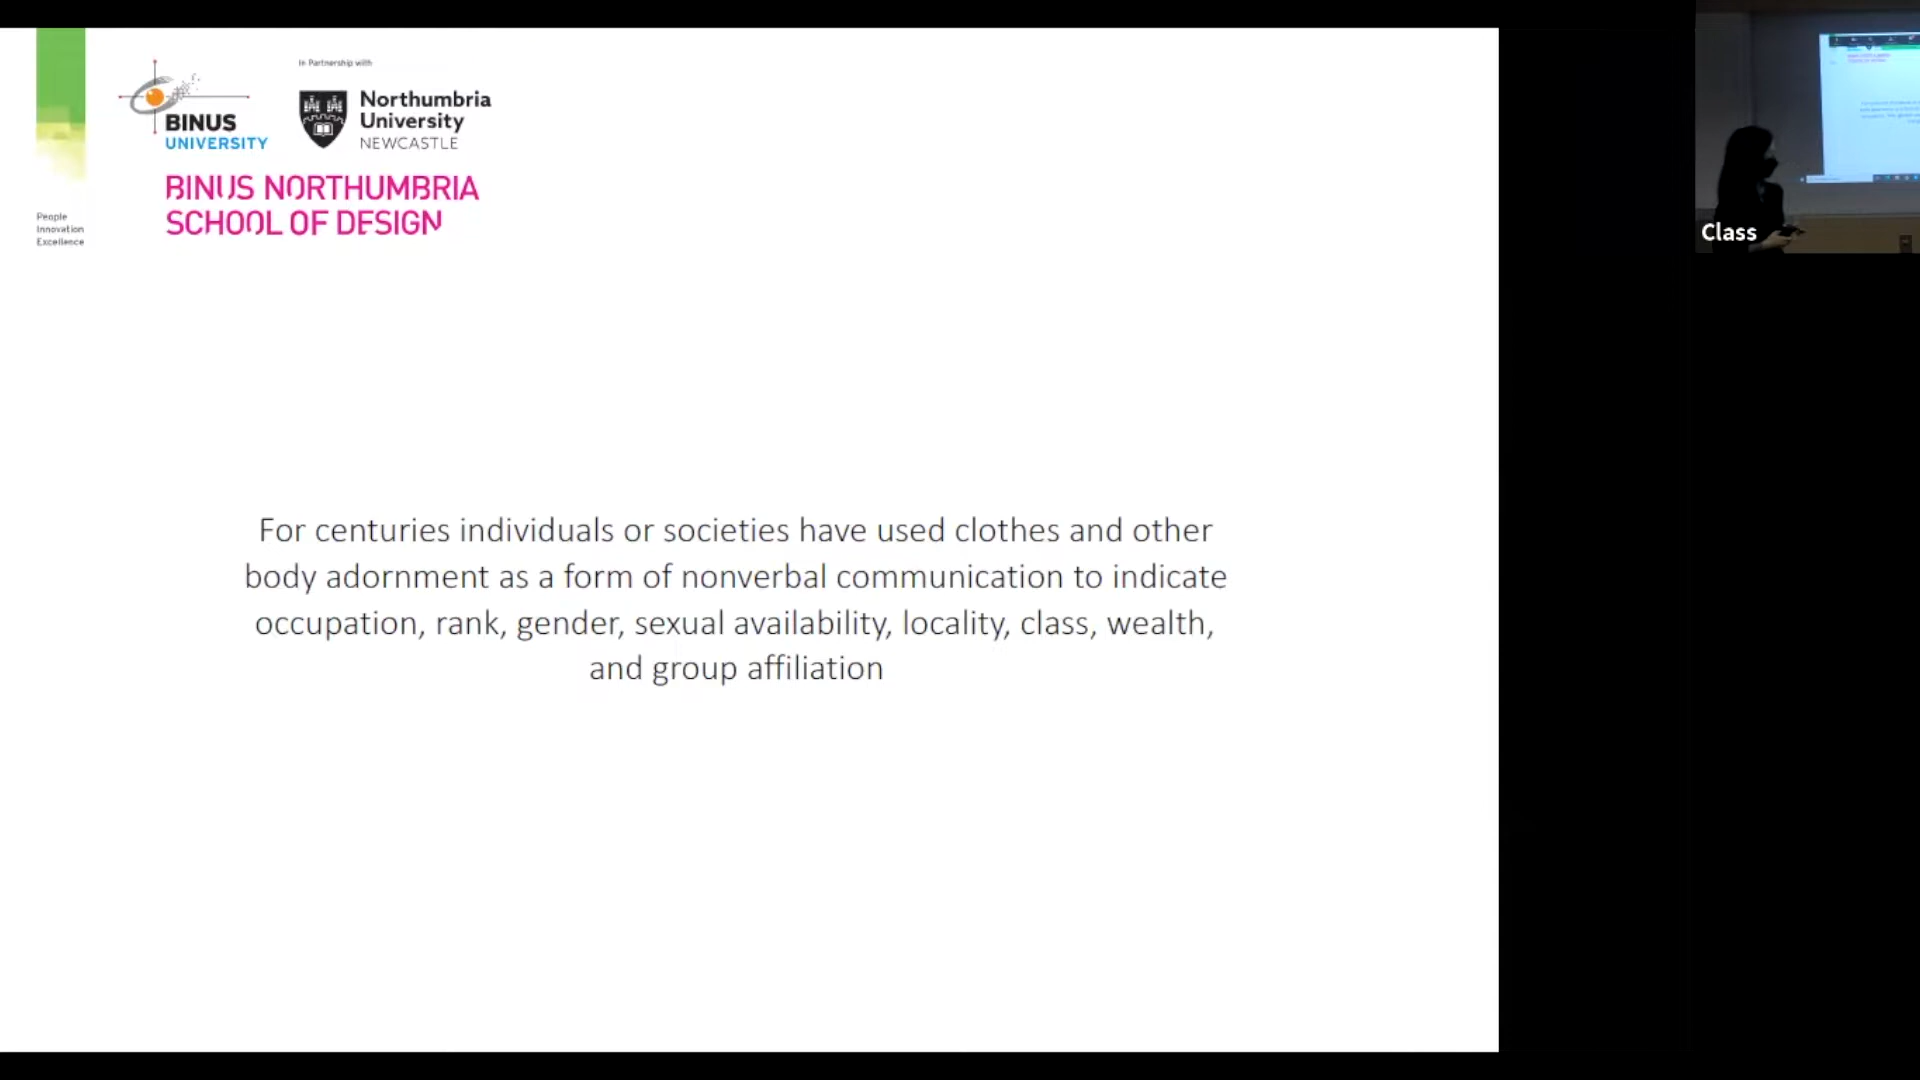 In Partnership with
BINUS
UNIVERSITY
Northumbria
University
NEWCASTLE
BINUS NORTHUMBRIA
SCHOOL OF DESIGN
People
Innovation
Excellence
Class
For centuries individuals or societies have used clothes and other
body adornment as a form of nonverbal communication to indicate
occupation, rank, gender, sexual availability, locality, class, wealth,
and group affiliation